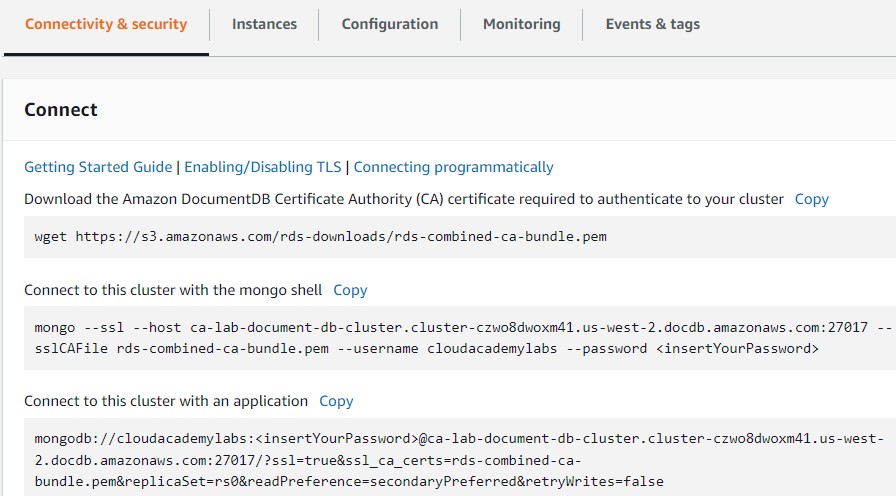 Connectivity & security Instances Configuration Monitoring Events & tags
Connect
Getting Started Guide | Enabling/Disabling TLS | Connecting programmatically
Download the Amazon DocumentDB Certificate Authority (CA) certificate required to authenticate to your cluster Copy
wget https://s3.amazonaws.com/rds-downloads/rds-combined-ca-bundle.pem
Connect to this cluster with the mongo shell Copy
mongo --ssl --host ca-lab-document-db-cluster.cluster-czwo8dwoxm41.us-west-2.docdb.amazonaws.com:27017 --
sslCAFile rds-combined-ca-bundle.pem --username cloudacademylabs --password <insertYourPassword>
Connect to this cluster with an application Copy
mongodb://cloudacademylabs:<insertYourPassword>@ca-lab-document-db-cluster.cluster-czwo8dwoxm41.us-west-
2.docdb.amazonaws.com:27017/?ssl=true&ssl_ca_certs=rds-combined-ca-
bundle.pem&replicaSet=rs0&readPreference=secondaryPreferred&retryWrites=false